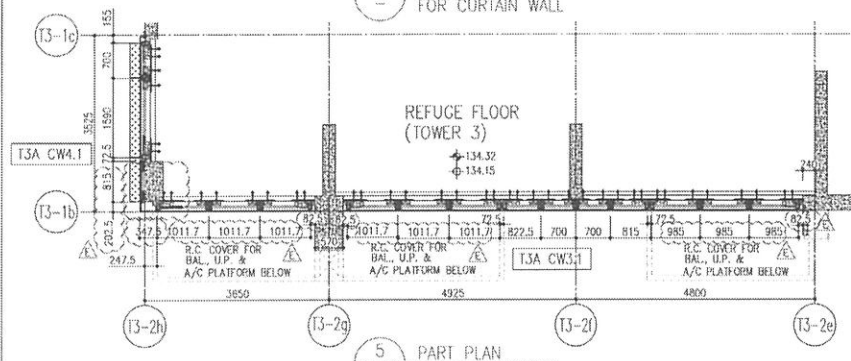 FOR CURTAIN WALL
T3-1c
155
700
1590
3525
72.5
815
T3A CW4.1
T3-1b
202.5
247.5
REFUGE FLOOR
(TOWER 3)
134.32
134.15
240
347.5
1011.7
1011.7
1011.7
82.5
82.5
1011.7
1011.7
1011.7
72.5
822.5
700
700
815
72.5
985
985
985
82.5
570
E
E
E
E
E
R.C. COVER FOR
BAL., U.P. &
A/C PLATFORM BELOW
R.C. COVER FOR
BAL., U.P. &
A/C PLATFORM BELOW
T3A CW3.1
R.C. COVER FOR
BAL., U.P. &
A/C PLATFORM BELOW
3650
4925
4800
T3-2h
T3-2g
T3-2f
T3-2e
5
PART PLAN